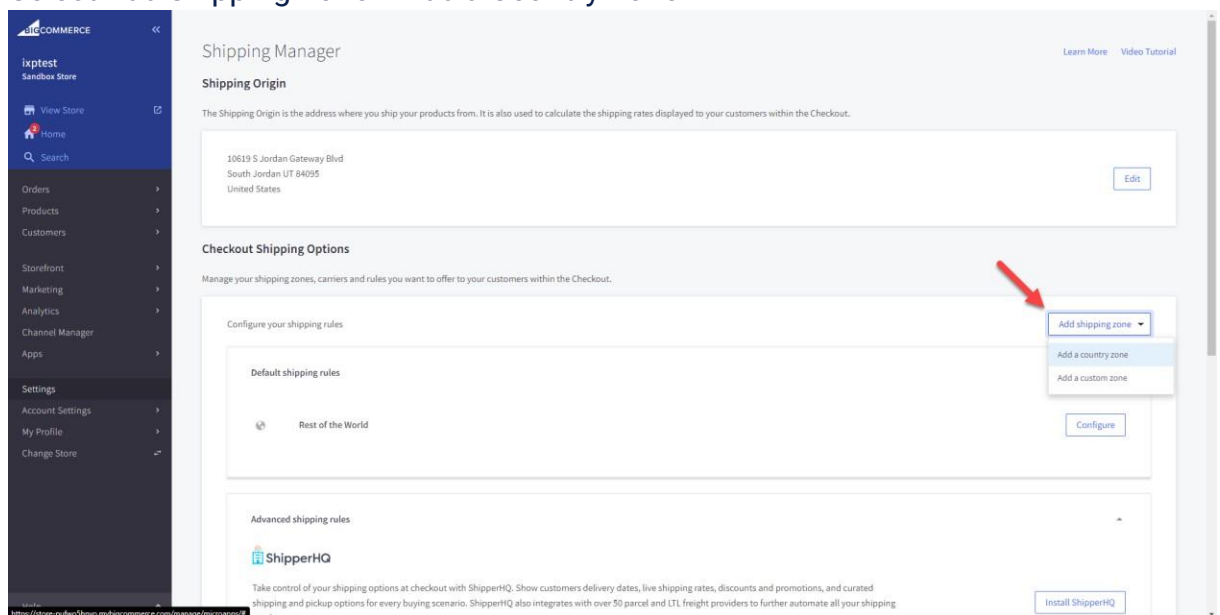 BIGCOMMERCE
ixptest
Sandbox Store
View Store
2
Home
Search
Orders
Products
Customers
Storefront
Marketing
Analytics
Channel Manager
Apps
Settings
Account Settings
My Profile
Change Store
Shipping Manager
Learn More Video Tutorial
Shipping Origin
The Shipping Origin is the address where you ship your products from. It is also used to calculate the shipping rates displayed to your customers within the Checkout.
10619 S Jordan Gateway Blvd
South Jordan UT 84095
United States
Edit
Checkout Shipping Options
Manage your shipping zones, carriers and rules you want to offer to your customers within the Checkout.
Configure your shipping rules
Add shipping zone
Add a country zone
Add a custom zone
Default shipping rules
Rest of the World
Configure
Advanced shipping rules
ShipperHQ
Take control of your shipping options at checkout with ShipperHQ. Show customers delivery dates, live shipping rates, discounts and promotions, and curated
shipping and pickup options for every buying scenario. ShipperHQ also integrates with over 50 parcel and LTL freight providers to further automate all your shipping
Install ShipperHQ